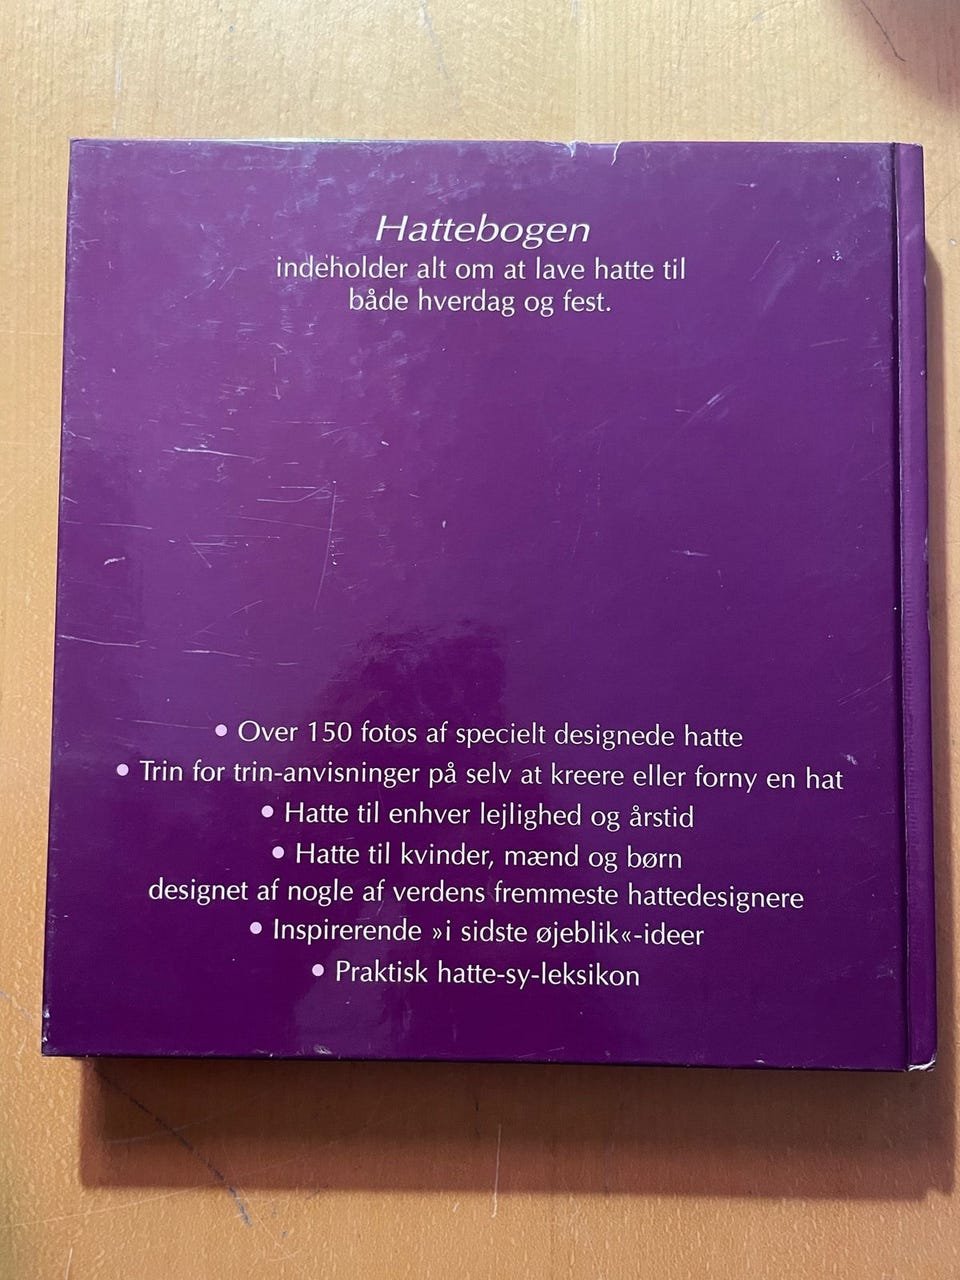 Hattebogen
indeholder alt om at lave hatte til
både hverdag og fest.
• Over 150 fotos af specielt designede hatte
• Trin for trin-anvisninger på selv at kreere eller forny en hat
• Hatte til enhver lejlighed og årstid
• Hatte til kvinder, mænd og børn
designet af nogle af verdens fremmeste hattedesignere
• Inspirerende »i sidste øjeblik«-ideer
• Praktisk hatte-sy-leksikon